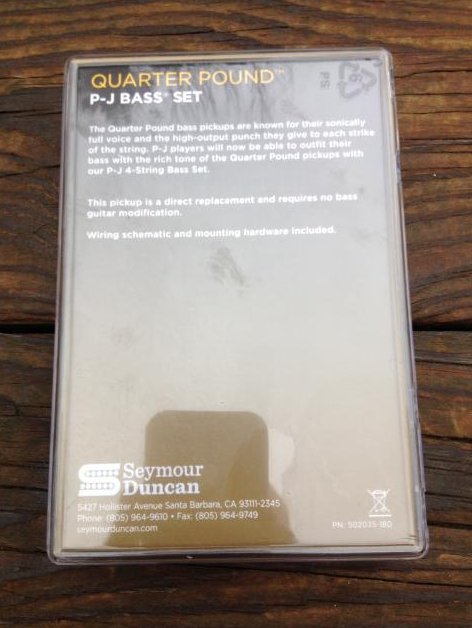 QUARTER POUND™
P-J BASS® SET
PS
The Quarter Pound bass pickups are known for their sonically
full voice and the high-output punch they give to each strike
of the string. P-J players will now be able to outfit their
bass with the rich tone of the Quarter Pound pickups with
our P-J 4-String Bass Set.
This pickup is a direct replacement and requires no bass
guitar modification.
Wiring schematic and mounting hardware included.
Seymour
Duncan
5427 Hollister Avenue Santa Barbara, CA 93111-2345
Phone: (805) 964-9610 • Fax: (805) 964-9749
seymourduncan.com
PN: 502035-180